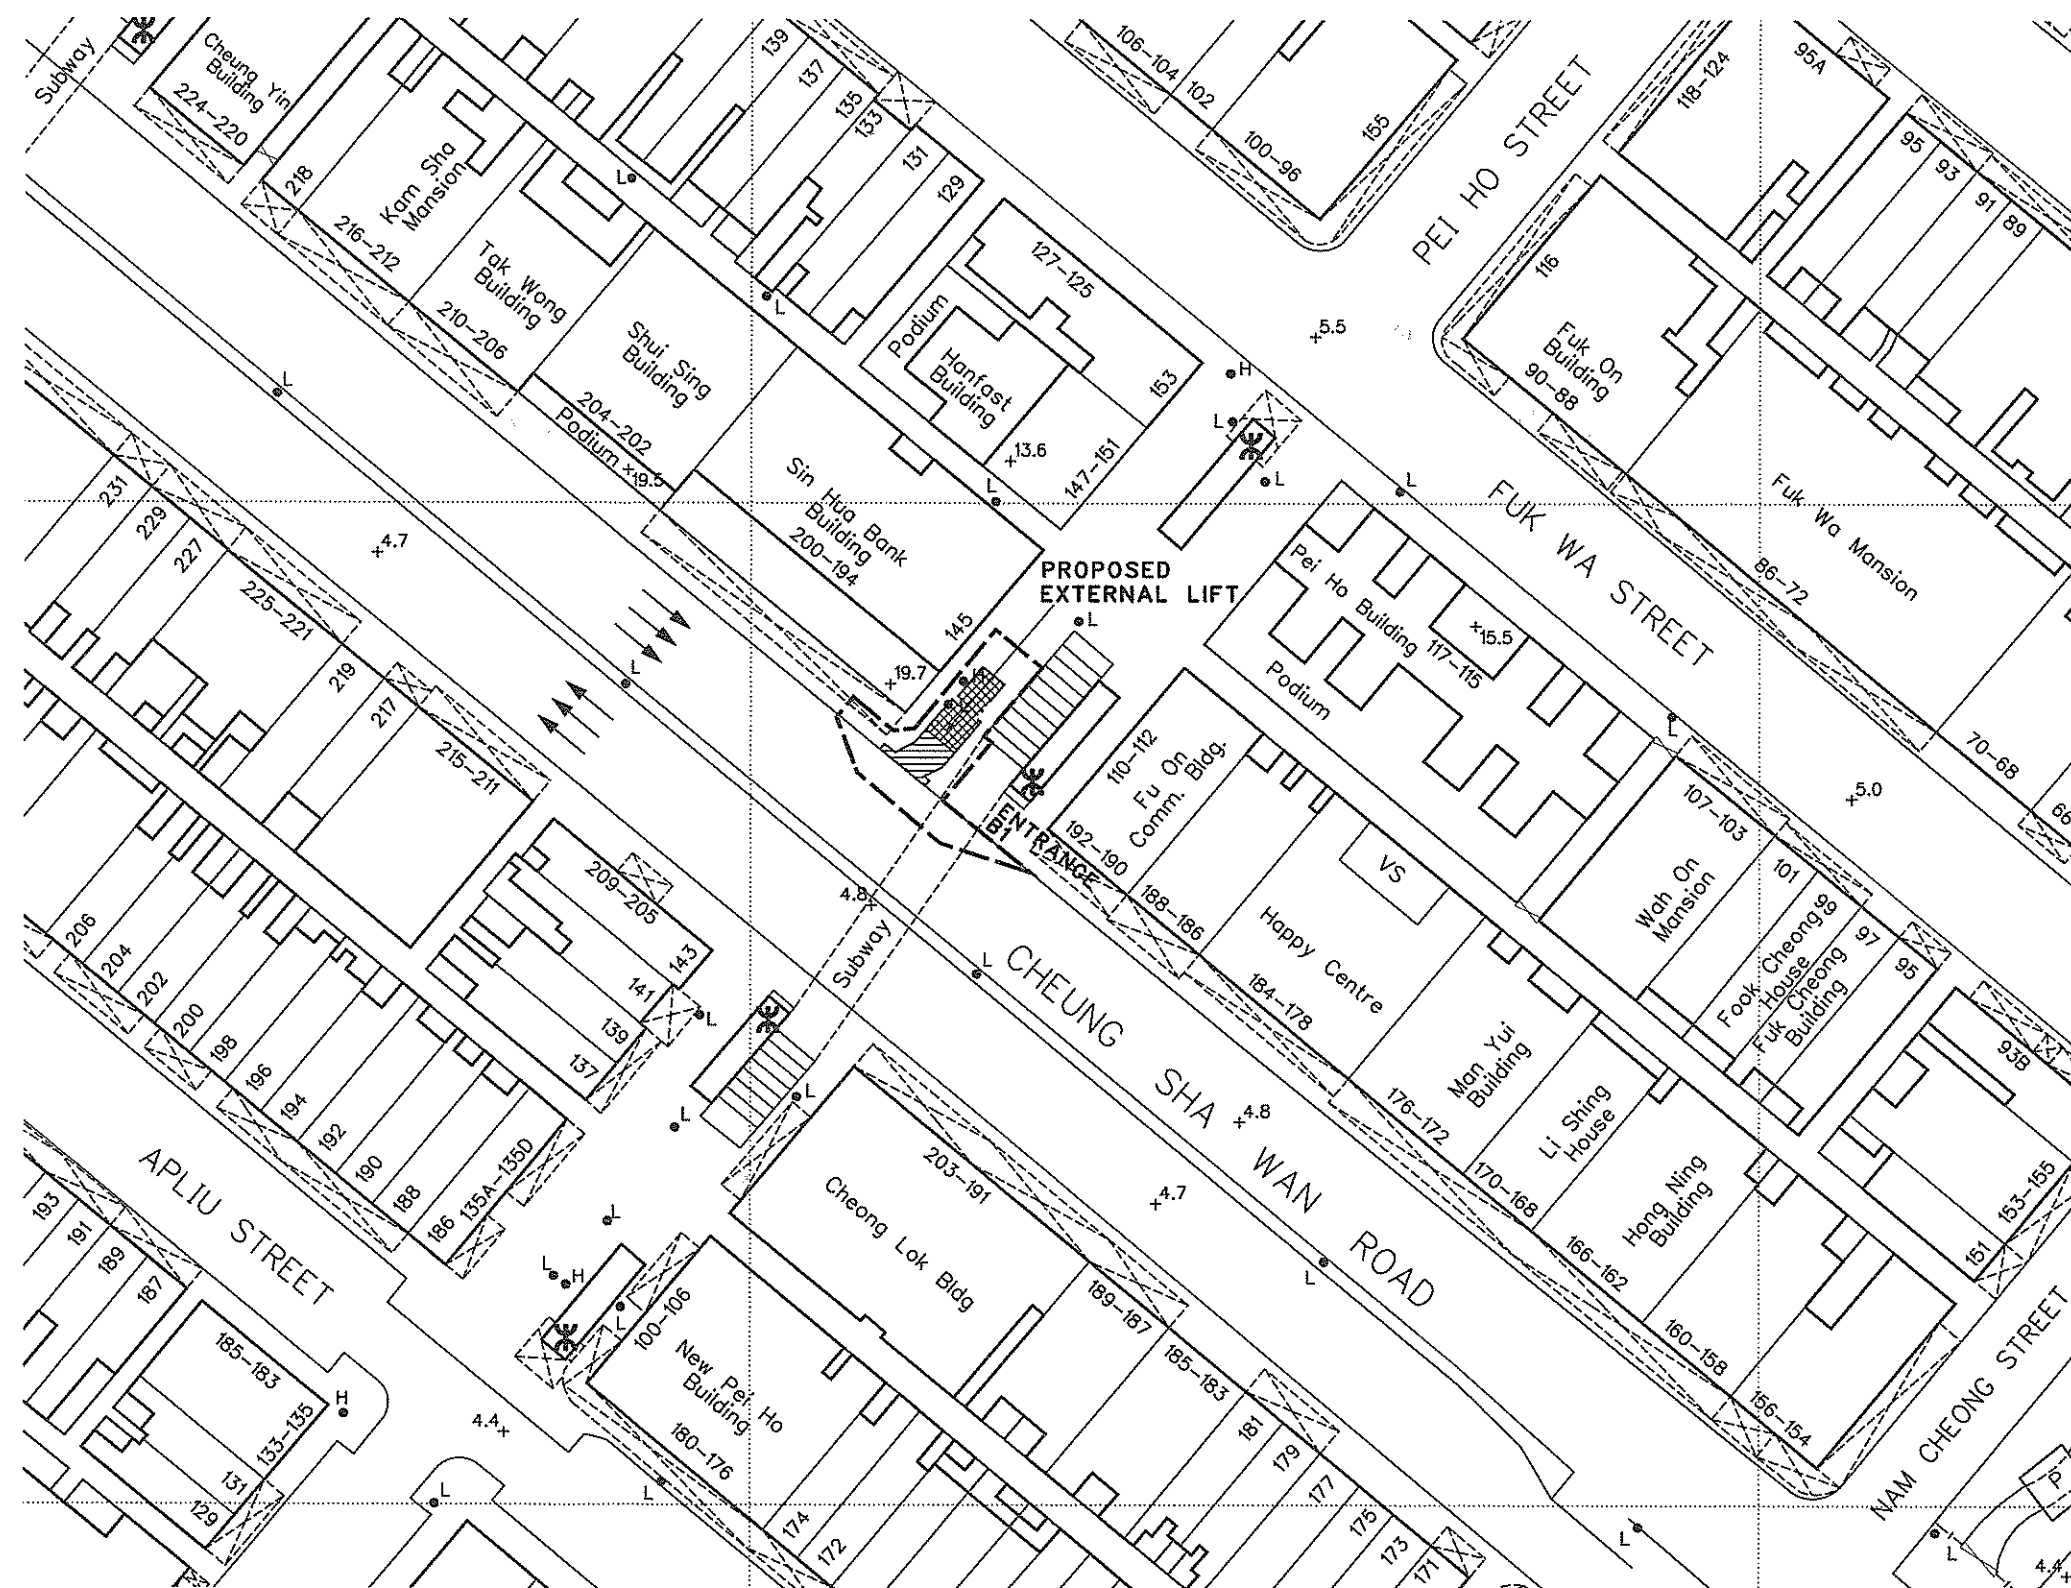 Subway
Cheung Yin
Building
224-220
218
Kam Sha
Mansion
216-212
Tak Wong
Building
210-206
Shui Sing
Building
204-202
Podium
19.5
139
137
135
133
131
129
127-125
Podium
Hanfast
Building
153
13.6
147-151
Sin Hua Bank
Building
200-194
145
19.7
L
L
L
L
L
H
L
L
L
106-104
102
100-96
155
PEI HO STREET
5.5
118-124
95A
95
93
91
89
116
Fuk On
Building
90-88
Fuk Wa Mansion
86-72
70-68
66
FUK WA STREET
5.0
PROPOSED
EXTERNAL LIFT
L
ENTRANCE
B1
Pei Ho Building
117-115
15.5
Podium
L
110-112
Fu On
Comm. Bldg.
192-190
188-186
VS
Happy Centre
184-178
107-103
Wah On
Mansion
101
99
97
95
Fook Cheong
House
Fuk Cheong
Building
93B
Man Yui
Building
176-172
Li Shing
House
170-168
Hong Ning
Building
166-162
160-158
156-154
153-155
151
NAM CHEONG STREET
P
4.4
L
L
231
229
227
225-221
219
217
215-211
4.7
L
209-205
143
141
139
137
L
4.8
Subway
CHEUNG SHA WAN ROAD
L
4.8
4.7
L
206
204
202
200
198
196
194
192
190
188
186
135A-135D
APLIU STREET
193
191
189
187
185-183
133-135
131
129
H
4.4
L
L
L
L
L
H
L
100-106
New Pei Ho
Building
180-176
L
174
172
Cheong Lok Bldg
203-191
189-187
185-183
181
179
177
175
173
171